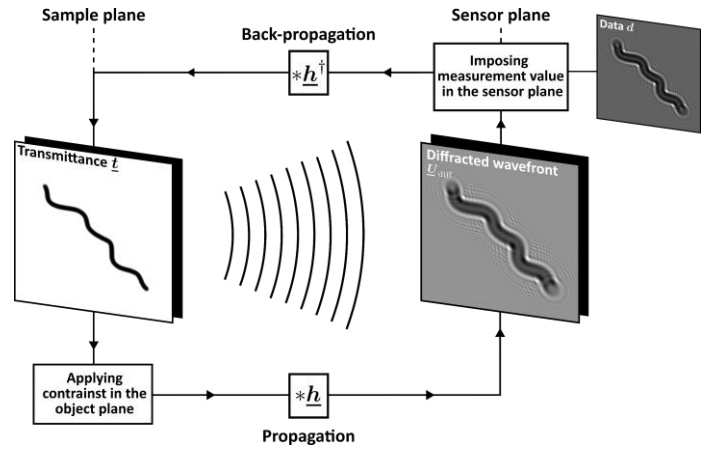 Sample plane
Sensor plane
Back-propagation
Data d
∗h†
Imposing
measurement value
in the sensor plane
Transmittance t
Diffracted wavefront
U diff
Applying
contrainst in the
object plane
∗h
Propagation